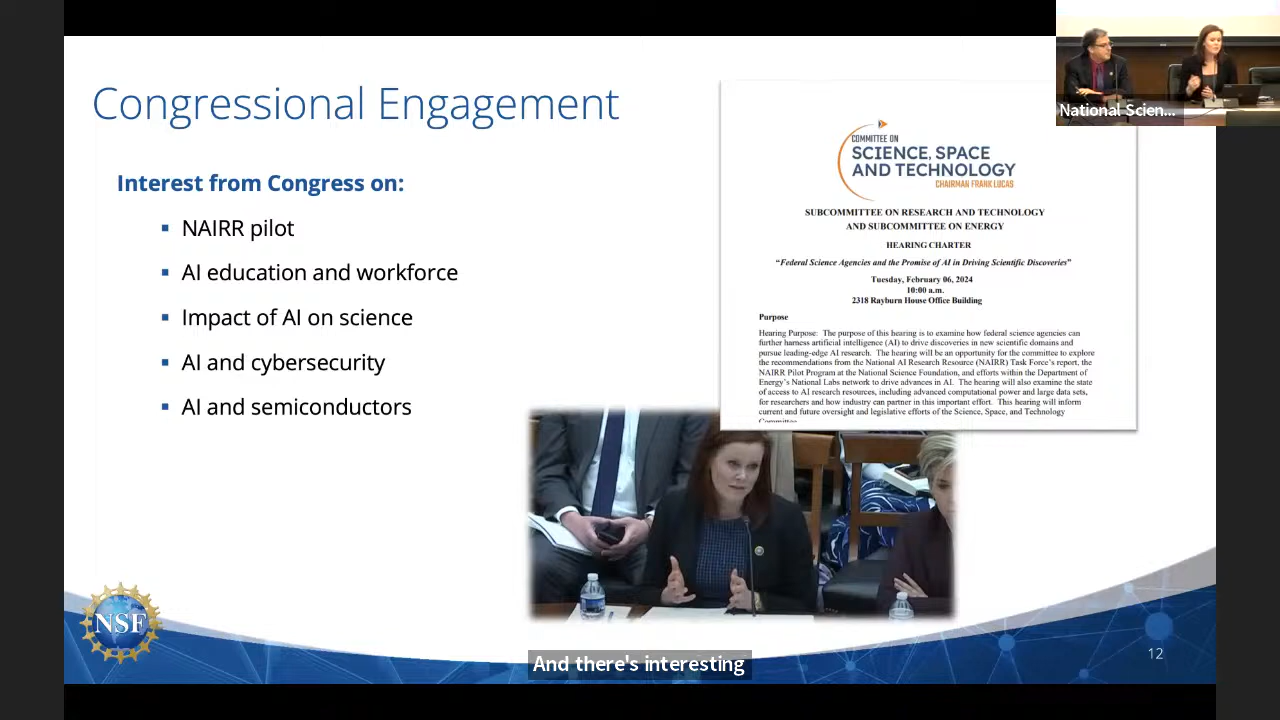 Congressional Engagement
Interest from Congress on:
NAIRR pilot
AI education and workforce
Impact of AI on science
AI and cybersecurity
AI and semiconductors
COMMITTEE ON
SCIENCE, SPACE
AND TECHNOLOGY
CHAIRMAN FRANK LUCAS
SUBCOMMITTEE ON RESEARCH AND TECHNOLOGY
AND SUBCOMMITTEE ON ENERGY
HEARING CHARTER
“Federal Science Agencies and the Promise of AI in Driving Scientific Discoveries”
Tuesday, February 06, 2024
10:00 a.m.
2318 Rayburn House Office Building
Purpose
Hearing Purpose: The purpose of this hearing is to examine how federal science agencies can
further harness artificial intelligence (AI) to drive discoveries in new scientific domains and
pursue leading-edge AI research. The hearing will be an opportunity for the committee to explore
the recommendations from the National AI Research Resource (NAIRR) Task Force's report, the
NAIRR Pilot Program at the National Science Foundation, and efforts within the Department of
Energy's National Labs network to drive advances in AI. The hearing will also examine the state
of access to AI research resources, including advanced computational power and large data sets,
for researchers and how industry can partner in this important effort. This hearing will inform
current and future oversight and legislative efforts of the Science, Space, and Technology
Committee.
National Scien...
NSF
And there's interesting
12